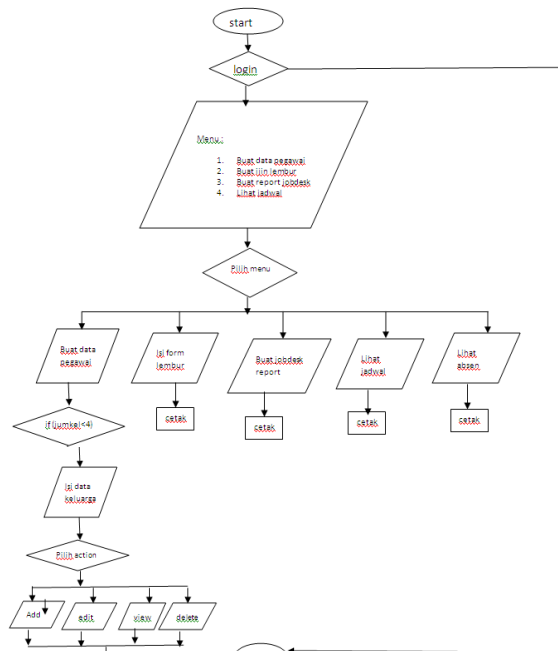 start
login
Menu :
1. Buat data pegawai
2. Buat ijin lembur
3. Buat report jobdesk
4. Lihat jadwal
Pilih menu
Buat data
pegawai
Isi form
lembur
Buat jobdesk
report
Lihat
jadwal
Lihat
absen
cetak
cetak
cetak
cetak
if(jumkel<4)
Isi data
keluarga
Pilih action
Add
edit
view
delete